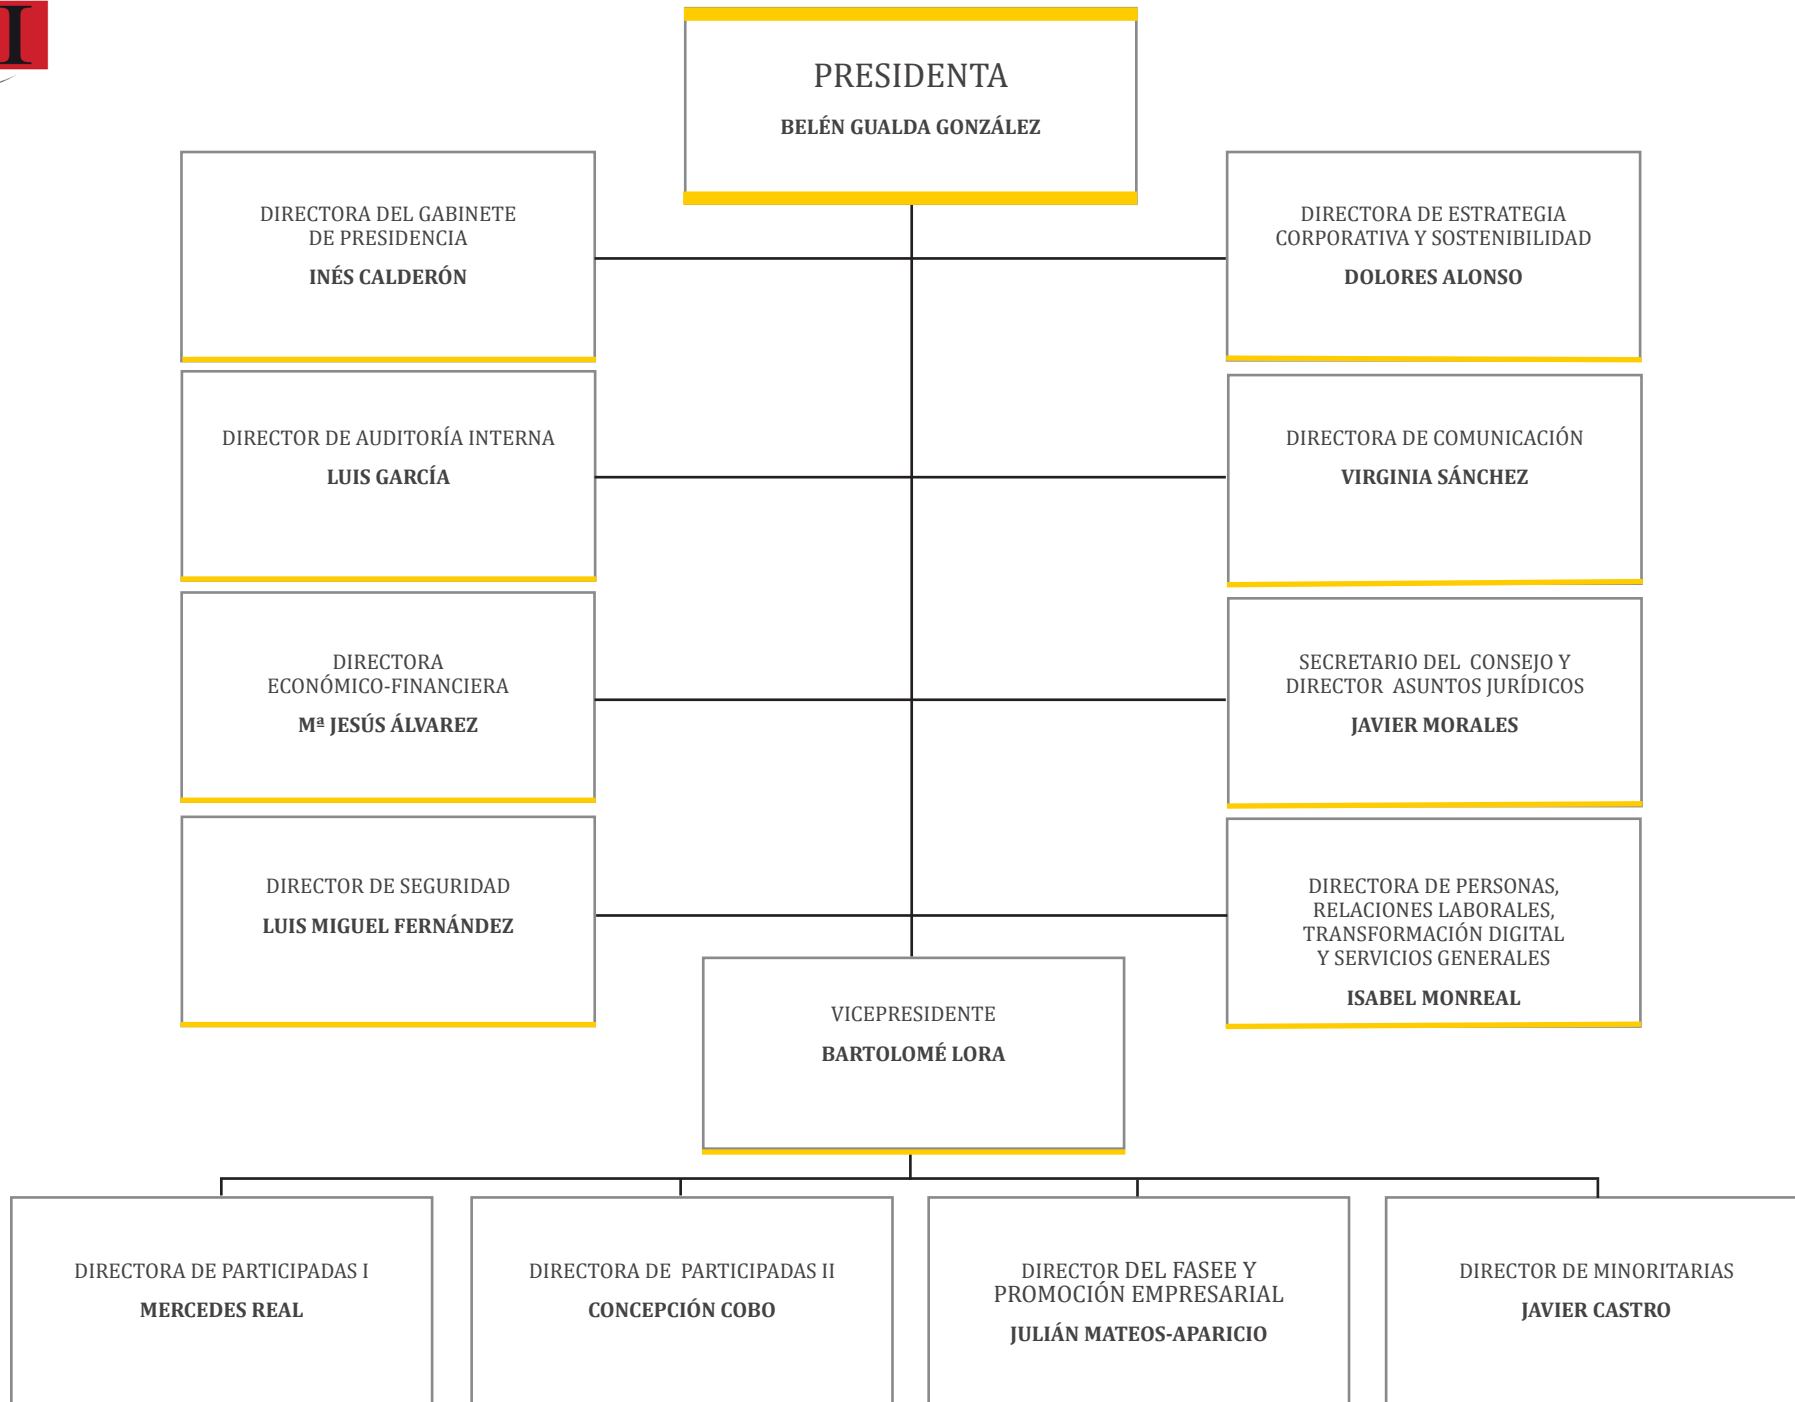 I
PRESIDENTA
BELÉN GUALDA GONZÁLEZ
DIRECTORA DEL GABINETE
DE PRESIDENCIA
INÉS CALDERÓN
DIRECTORA DE ESTRATEGIA
CORPORATIVA Y SOSTENIBILIDAD
DOLORES ALONSO
DIRECTOR DE AUDITORÍA INTERNA
LUIS GARCÍA
DIRECTORA DE COMUNICACIÓN
VIRGINIA SÁNCHEZ
DIRECTORA
ECONÓMICO-FINANCIERA
Mª JESÚS ÁLVAREZ
SECRETARIO DEL CONSEJO Y
DIRECTOR ASUNTOS JURÍDICOS
JAVIER MORALES
DIRECTOR DE SEGURIDAD
LUIS MIGUEL FERNÁNDEZ
DIRECTORA DE PERSONAS,
RELACIONES LABORALES,
TRANSFORMACIÓN DIGITAL
Y SERVICIOS GENERALES
ISABEL MONREAL
VICEPRESIDENTE
BARTOLOMÉ LORA
DIRECTORA DE PARTICIPADAS I
MERCEDES REAL
DIRECTORA DE PARTICIPADAS II
CONCEPCIÓN COBO
DIRECTOR DEL FASEE Y
PROMOCIÓN EMPRESARIAL
JULIÁN MATEOS-APARICIO
DIRECTOR DE MINORITARIAS
JAVIER CASTRO